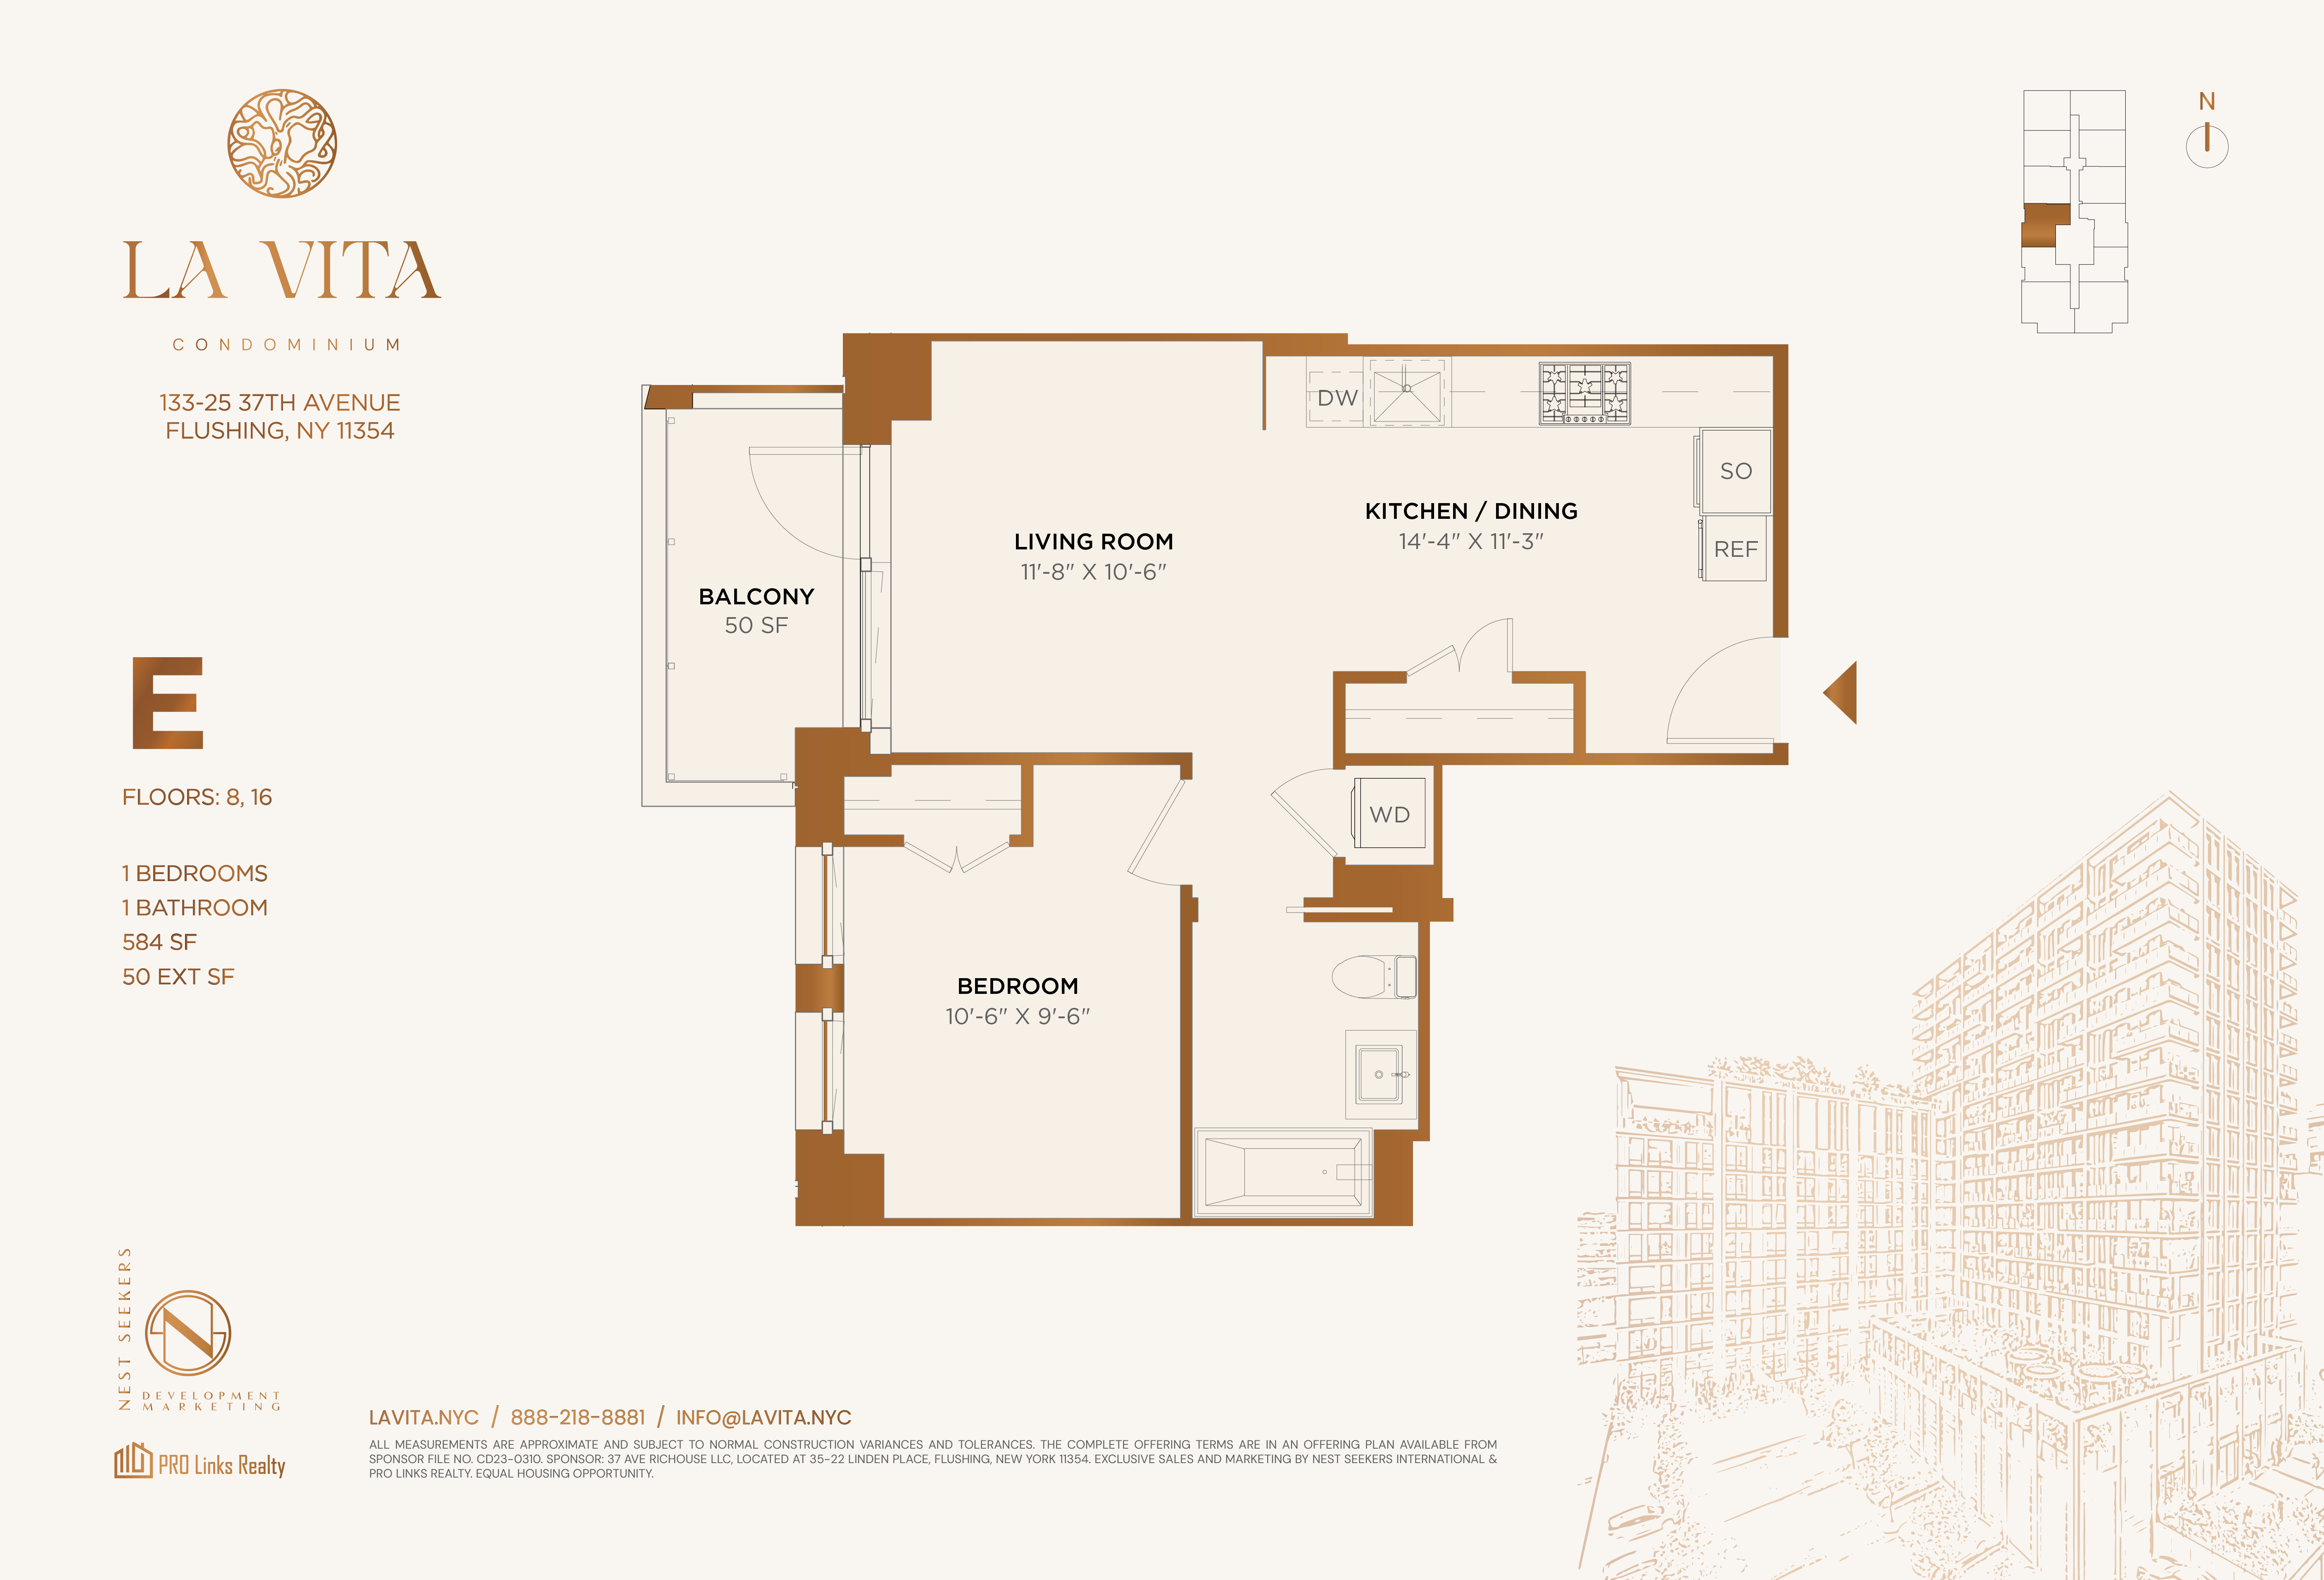 LA VITA
CONDOMINIUM
133-25 37TH AVENUE
FLUSHING, NY 11354
N
E
FLOORS: 8, 16
1 BEDROOMS
1 BATHROOM
584 SF
50 EXT SF
DW
SO
REF
KITCHEN / DINING
14'-4" X 11'-3"
LIVING ROOM
11'-8" X 10'-6"
BALCONY
50 SF
WD
BEDROOM
10'-6" X 9'-6"
NEST SEEKERS
N
DEVELOPMENT
MARKETING
PRO Links Realty
LAVITA.NYC / 888-218-8881 / INFO@LAVITA.NYC
ALL MEASUREMENTS ARE APPROXIMATE AND SUBJECT TO NORMAL CONSTRUCTION VARIANCES AND TOLERANCES. THE COMPLETE OFFERING TERMS ARE IN AN OFFERING PLAN AVAILABLE FROM
SPONSOR FILE NO. CD23-0310. SPONSOR: 37 AVE RICHOUSE LLC, LOCATED AT 35-22 LINDEN PLACE, FLUSHING, NEW YORK 11354. EXCLUSIVE SALES AND MARKETING BY NEST SEEKERS INTERNATIONAL &
PRO LINKS REALTY. EQUAL HOUSING OPPORTUNITY.